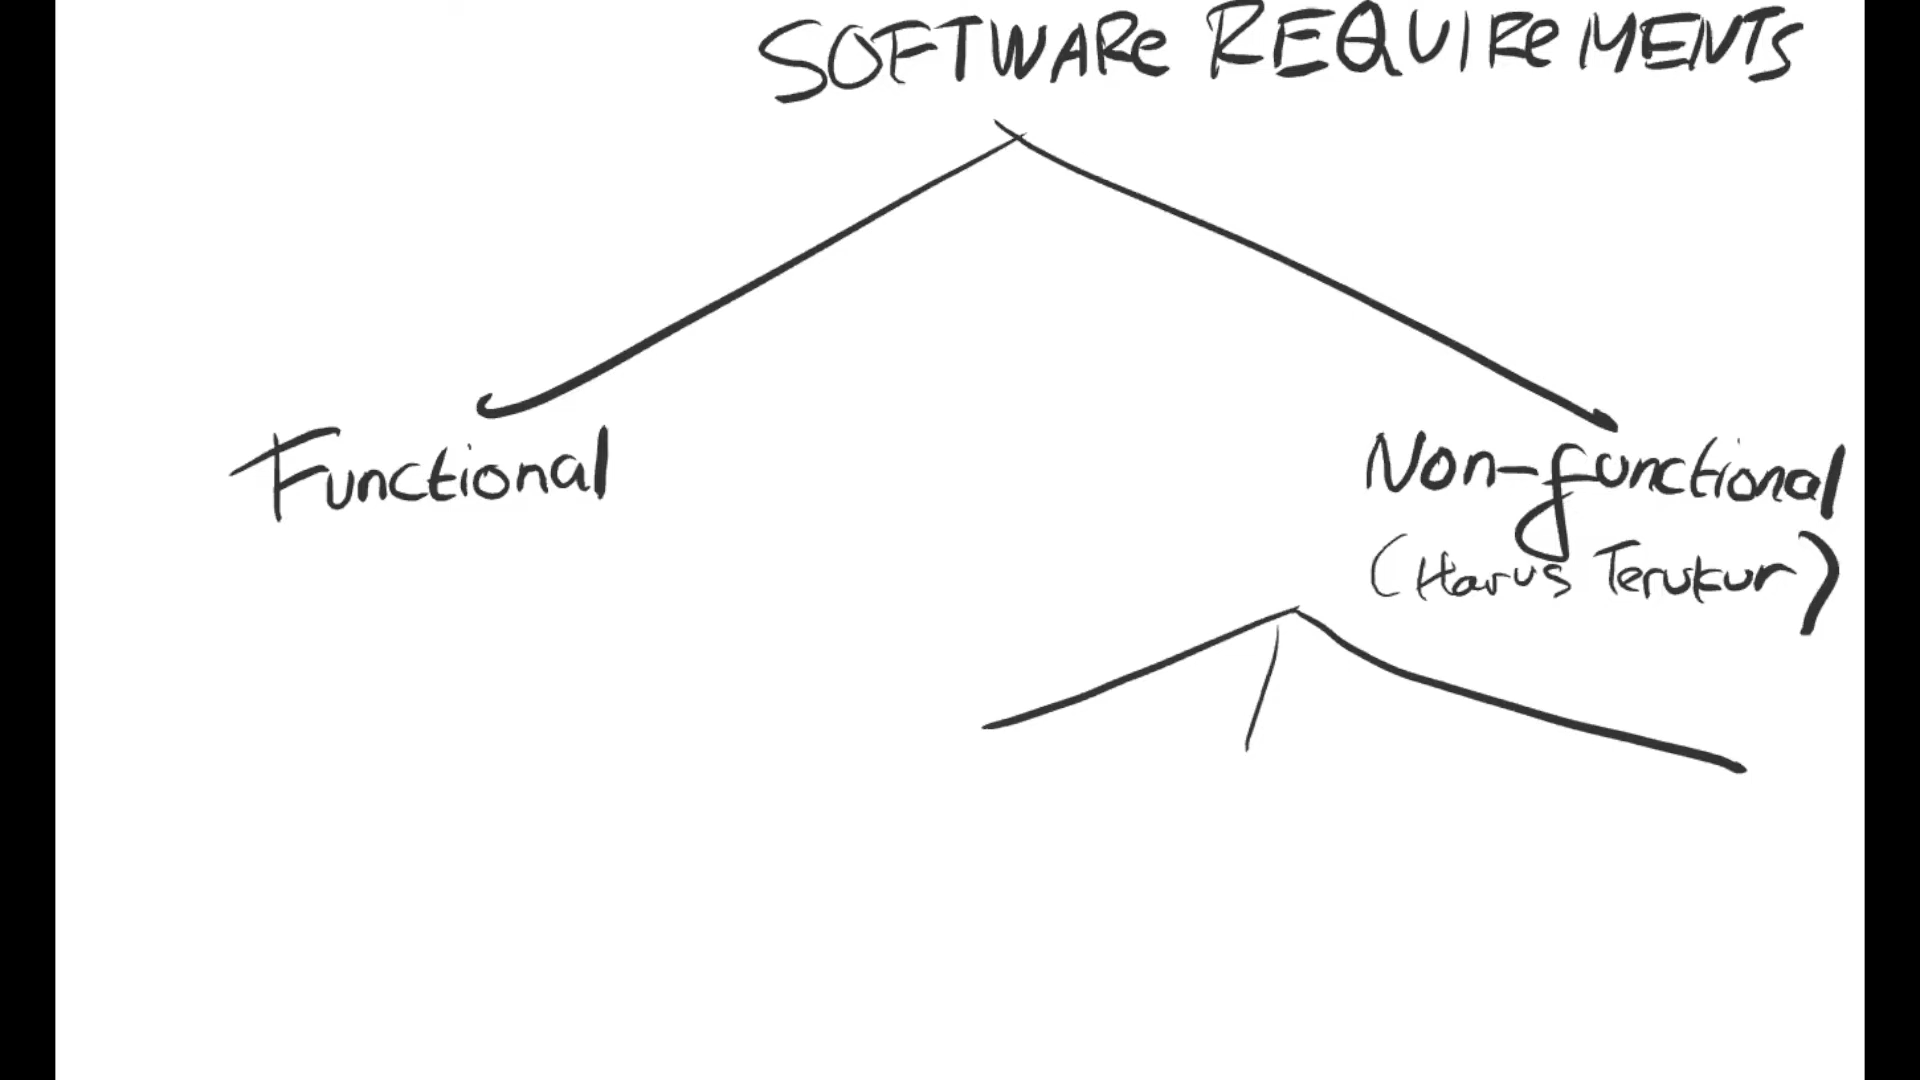 SOFTWARe REQUIReMENTS
Functional
Non-functional
(Harus Terukur)